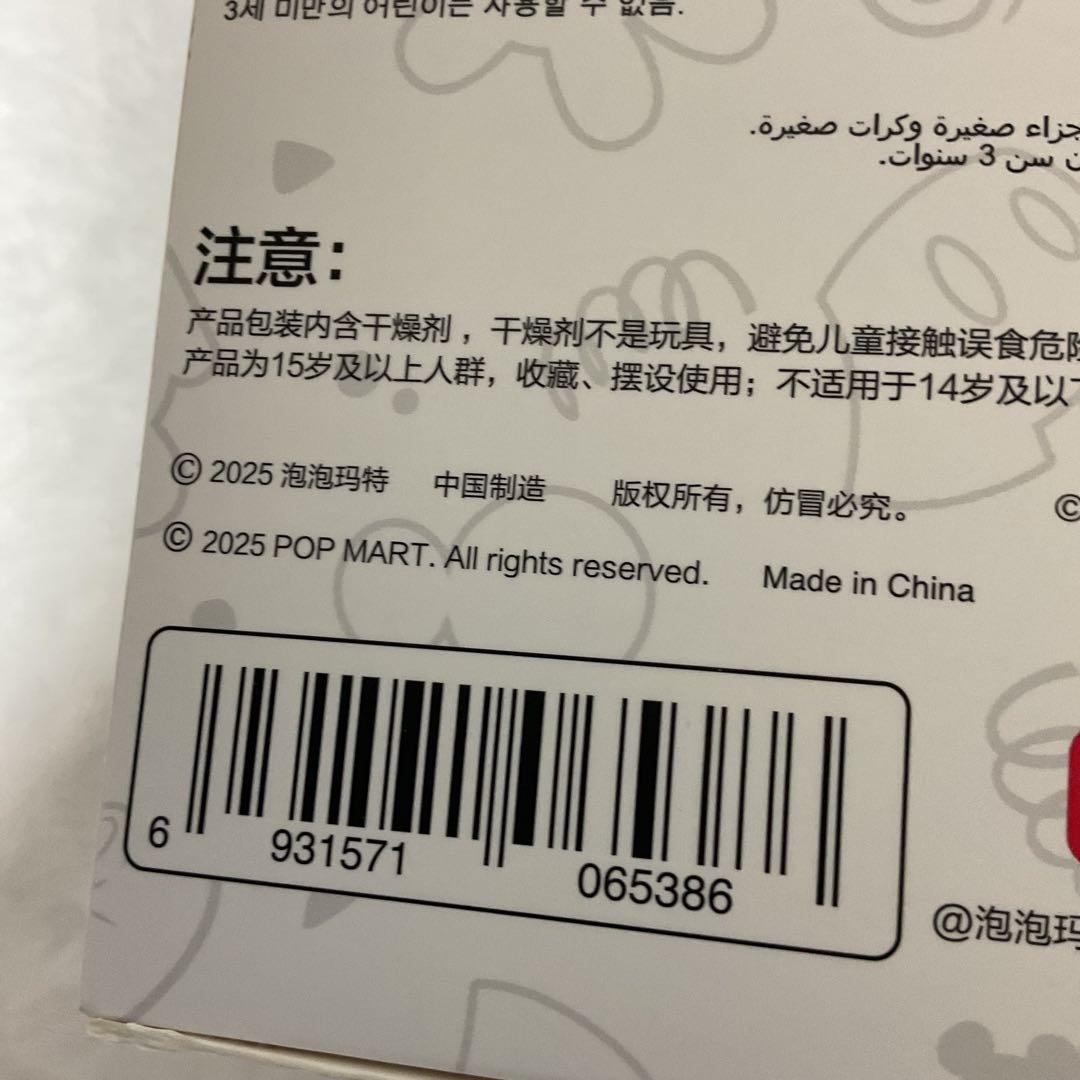 3세 미만의 어린이는 사용할 수 없음.
جزاء صغيرة وكرات صغيرة.
ن سن 3 سنوات.
注意:
产品包装内含干燥剂，干燥剂不是玩具，避免儿童接触误食危险
产品为15岁及以上人群，收藏、摆设使用；不适用于14岁及以下
© 2025 泡泡玛特 中国制造 版权所有，仿冒必究。 ©
© 2025 POP MART. All rights reserved. Made in China
6 931571 065386
@泡泡玛